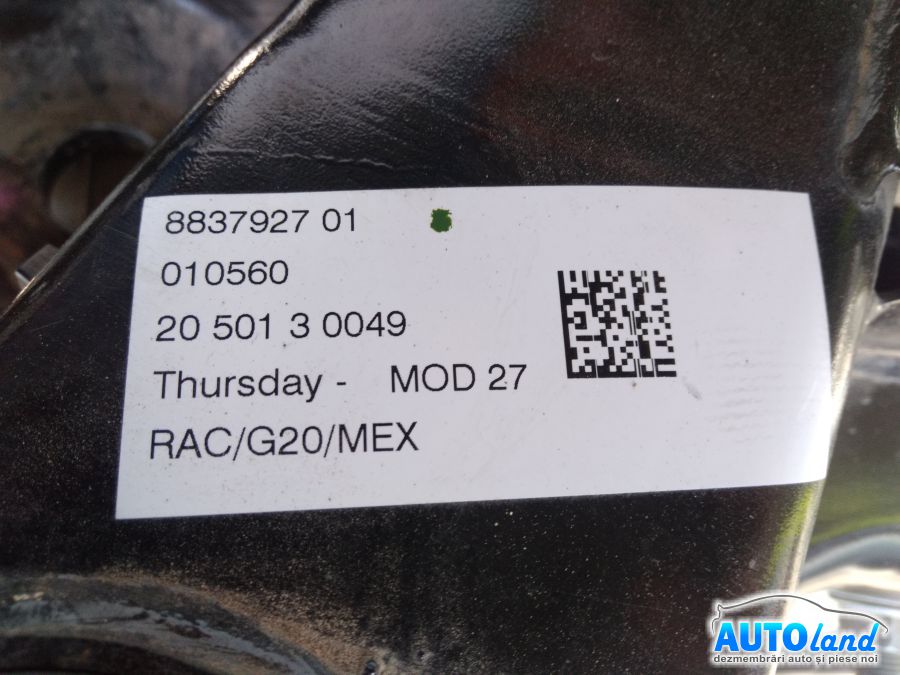 8837927 01
010560
20 501 3 0049
Thursday - MOD 27
RAC/G20/MEX
AUTOland
dezmembrări auto și piese noi